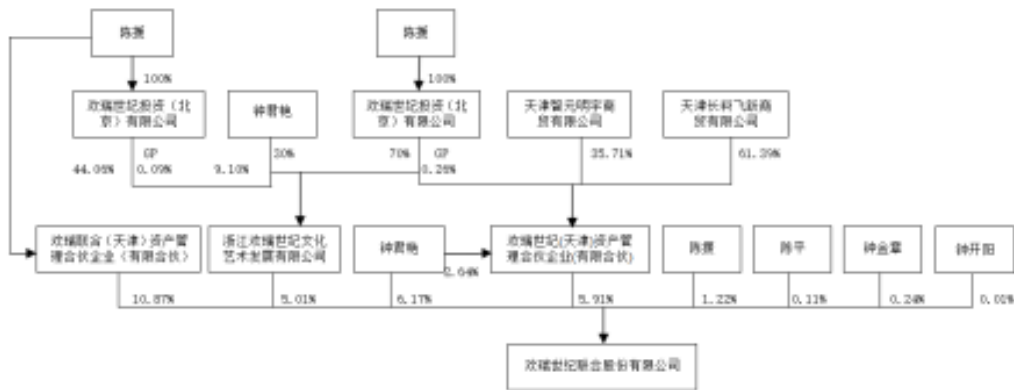 陈援
陈援
100%
100%
欢瑞世纪投资（北
京）有限公司
钟君艳
欢瑞世纪投资（北
京）有限公司
天津智元明宇商
贸有限公司
天津长科飞跃商
贸有限公司
44.06%
GP
0.09%
9.10%
30%
70%
GP
0.26%
35.71%
61.39%
欢瑞联合（天津）资产管
理合伙企业（有限合伙）
浙江欢瑞世纪文化
艺术发展有限公司
钟君艳
2.64%
欢瑞世纪(天津)资产管
理合伙企业(有限合伙)
陈援
陈平
钟金章
钟开阳
10.87%
5.01%
6.17%
5.91%
1.22%
0.11%
0.24%
0.01%
欢瑞世纪联合股份有限公司